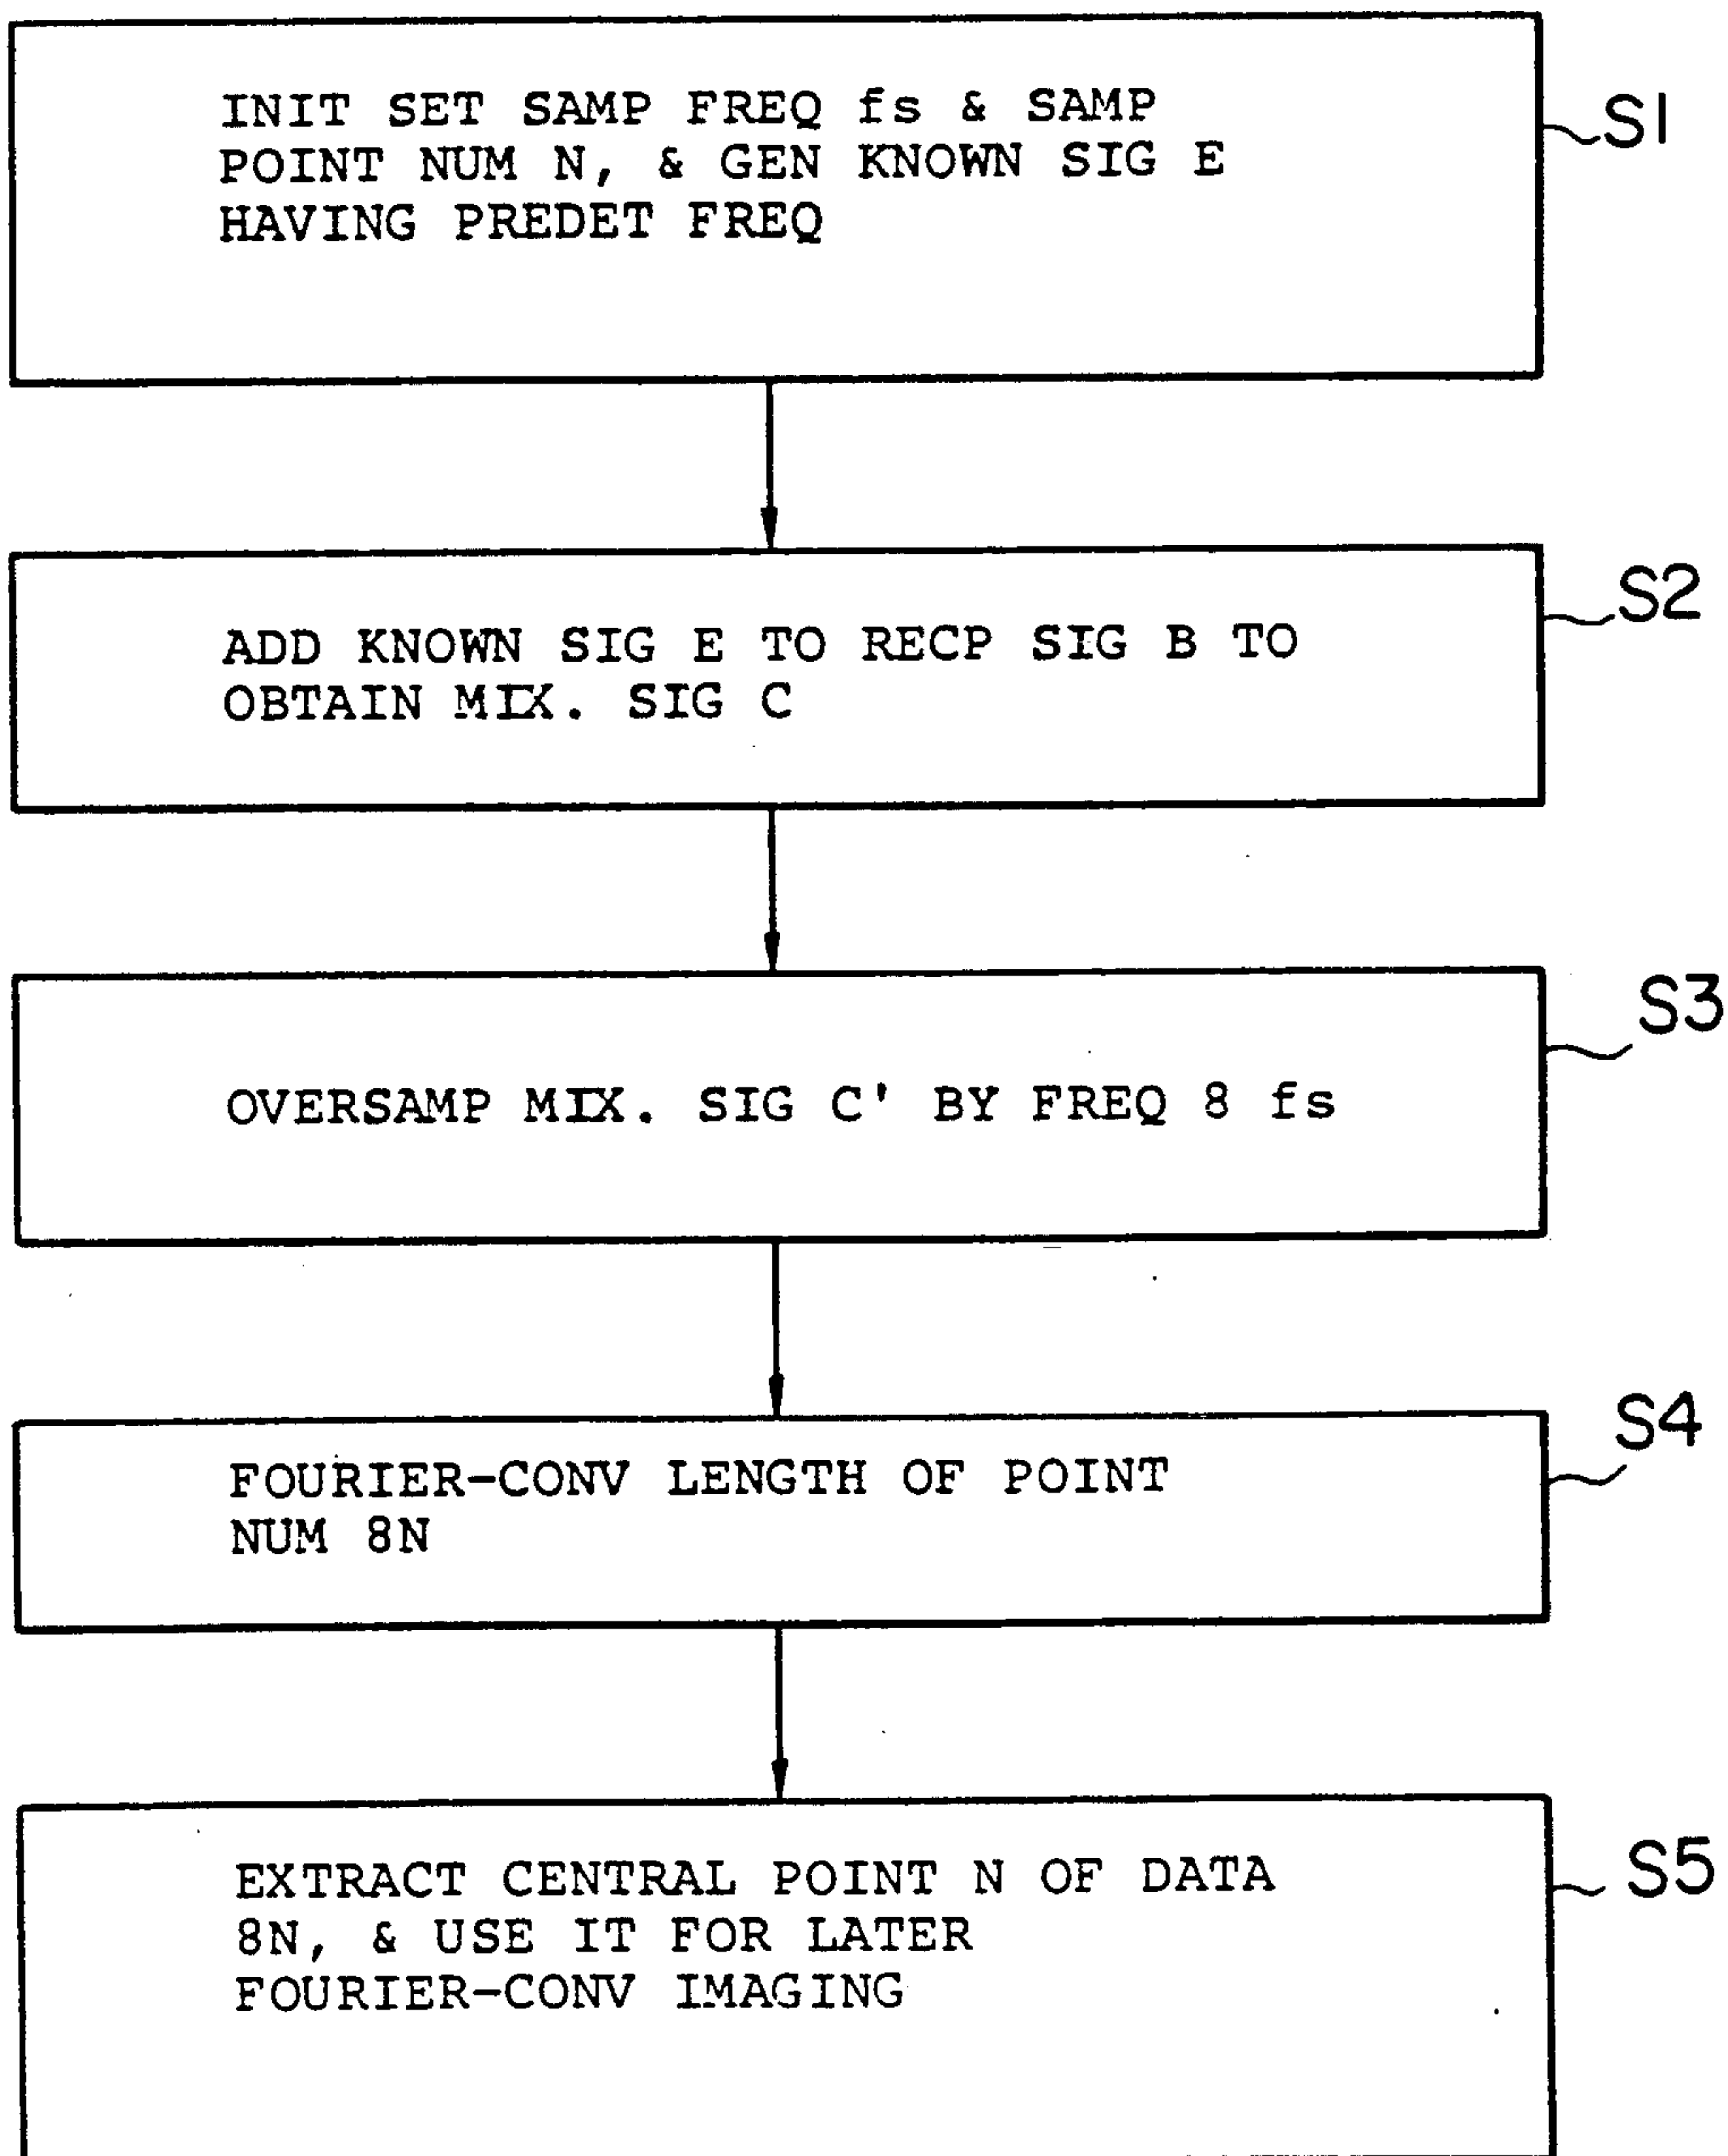 INIT SET SAMP FREQ fs & SAMP
POINT NUM N, & GEN KNOWN SIG E
HAVING PREDET FREQ
S1
ADD KNOWN SIG E TO RECP SIG B TO
OBTAIN MIX. SIG C
S2
OVERSAMP MIX. SIG C' BY FREQ 8 fs
S3
FOURIER-CONV LENGTH OF POINT
NUM 8N
S4
EXTRACT CENTRAL POINT N OF DATA
8N, & USE IT FOR LATER
FOURIER-CONV IMAGING
S5